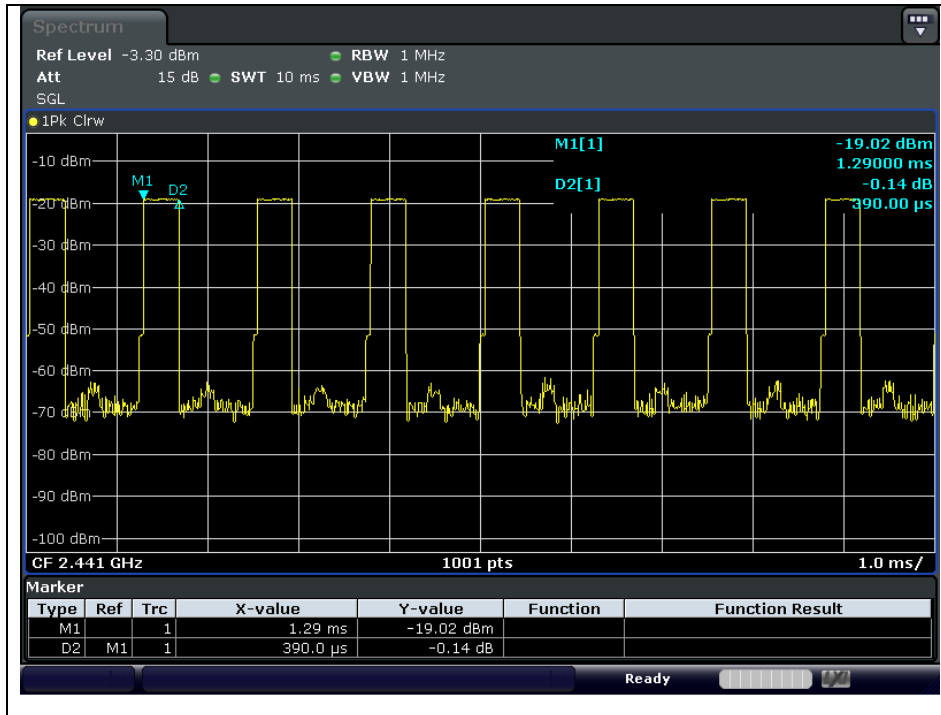 Spectrum
Ref Level -3.30 dBm RBW 1 MHz
Att 15 dB SWT 10 ms VBW 1 MHz
SGL
1Pk Clrw
M1[1] -19.02 dBm
1.29000 ms
D2[1] -0.14 dB
390.00 µs
M1
D2
-10 dBm
-20 dBm
-30 dBm
-40 dBm
-50 dBm
-60 dBm
-70 dBm
-80 dBm
-90 dBm
-100 dBm
CF 2.441 GHz 1001 pts 1.0 ms/
Marker
Type Ref Trc X-value Y-value Function Function Result
M1 1 1.29 ms -19.02 dBm
D2 M1 1 390.0 µs -0.14 dB
Ready